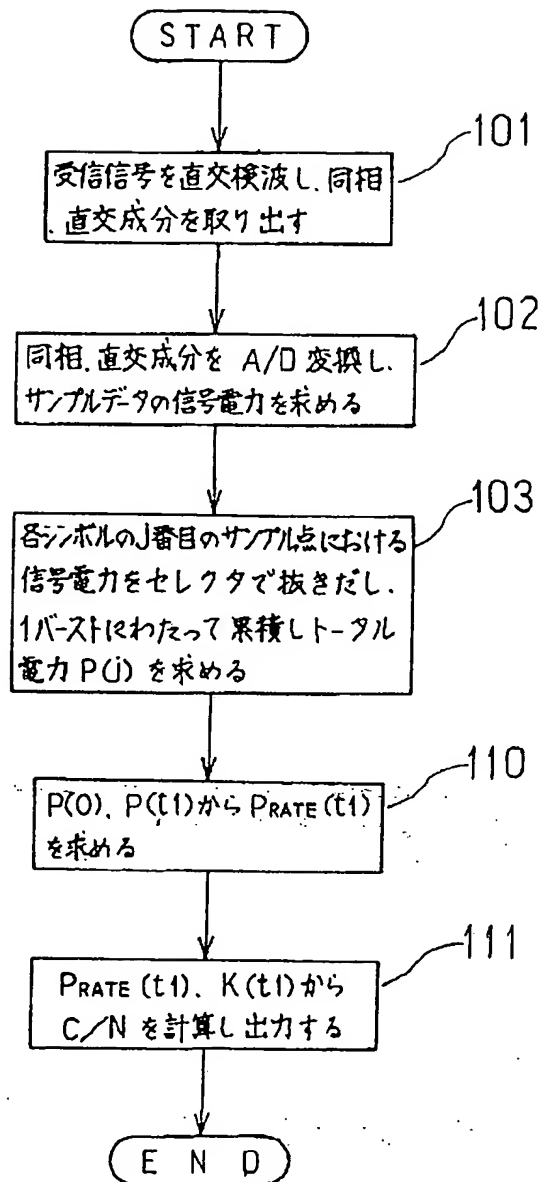 START
101
受信信号を直交検波し、同相
、直交成分を取り出す
102
同相、直交成分を A/D 変換し、
サンプルデータの信号電力を求める
103
各シンボルのJ番目のサンプル点における
信号電力をセレクタで抜きだし、
1バーストにわたって累積しトータル
電力 P(j) を求める
110
P(0)、P(t1)から PRATE(t1)
を求める
111
PRATE(t1)、K(t1)から
C/N を計算し出力する
END